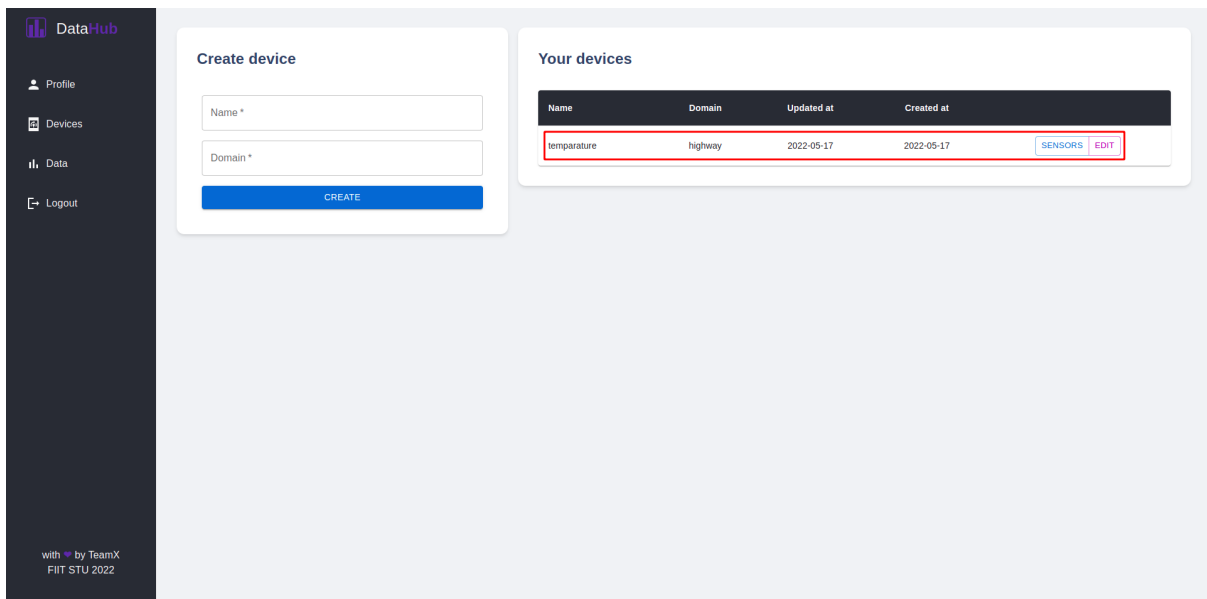 DataHub
Profile
Devices
Data
Logout
with by TeamX
FIIT STU 2022
Create device
Name *
Domain *
CREATE
Your devices
Name Domain Updated at Created at
temparature highway 2022-05-17 2022-05-17 SENSORS EDIT